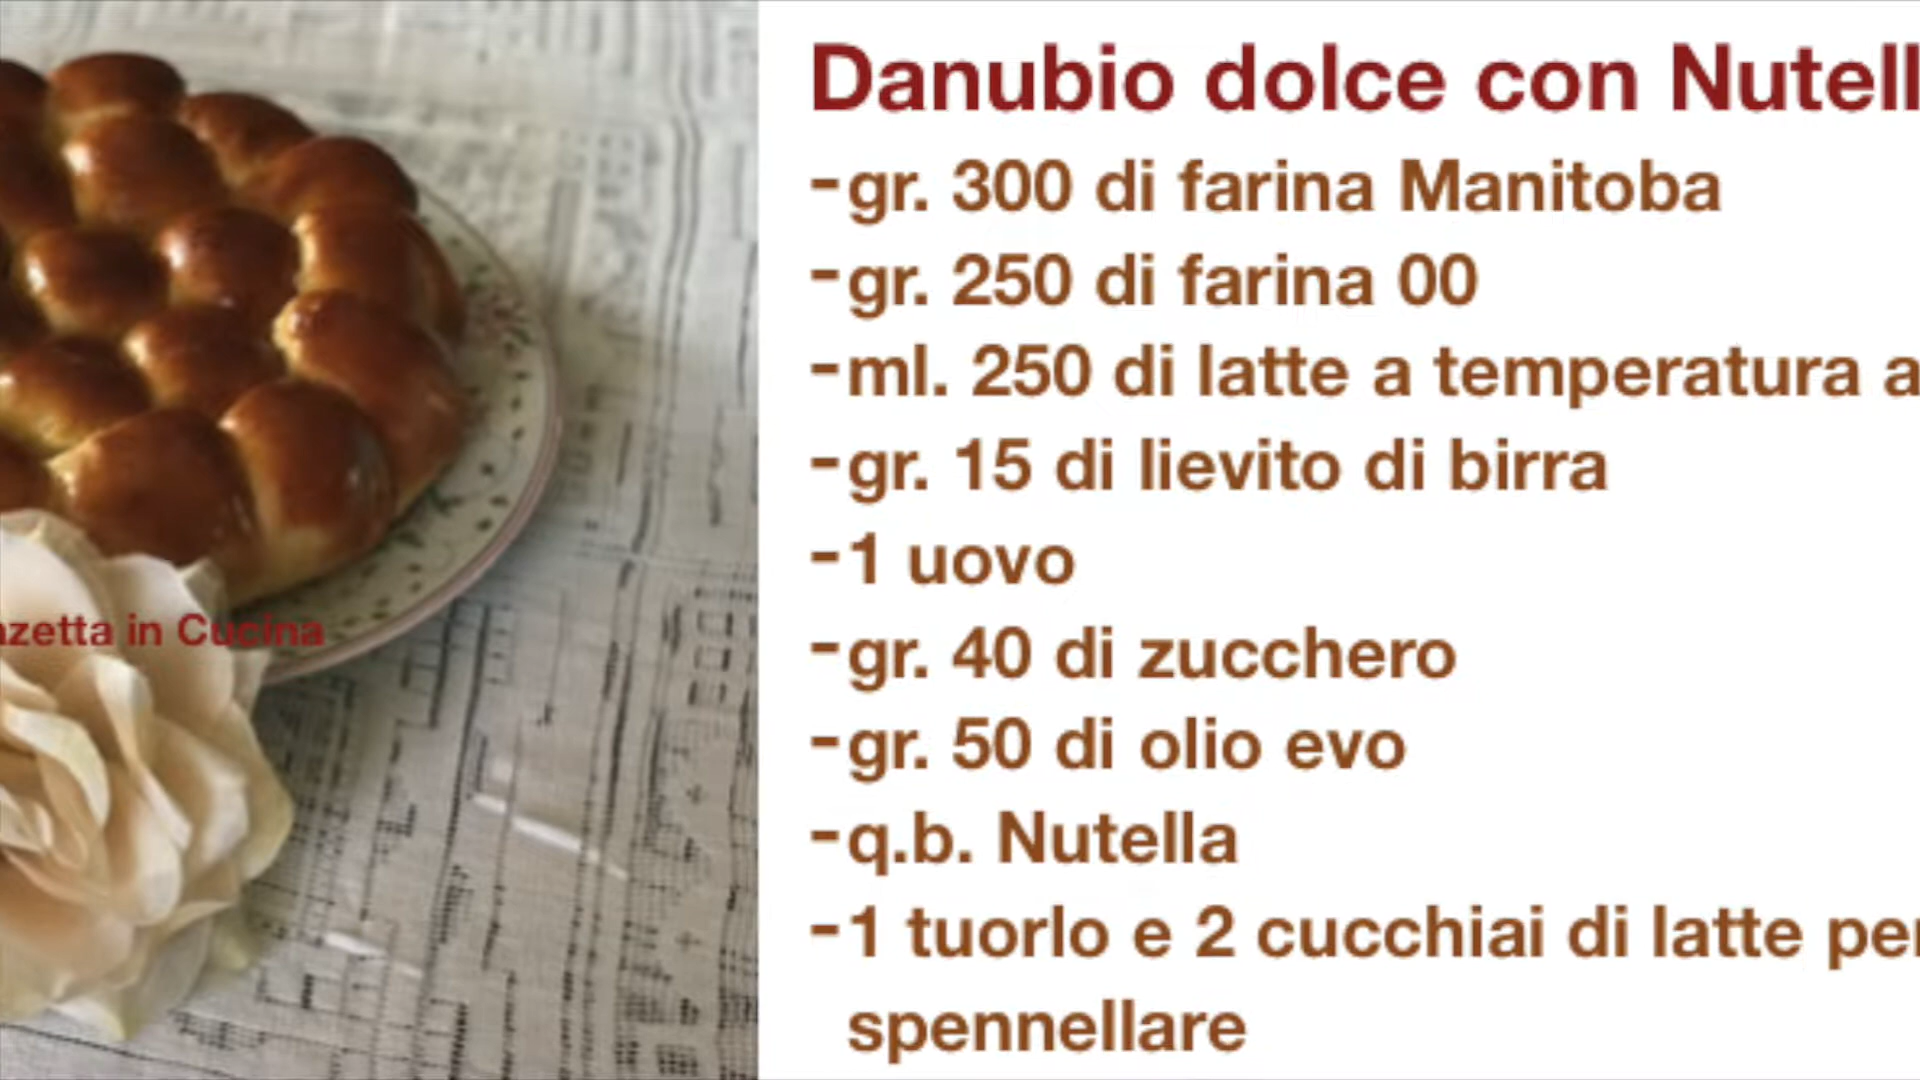 Danubio dolce con Nutell
-gr. 300 di farina Manitoba
-gr. 250 di farina 00
-ml. 250 di latte a temperatura a
-gr. 15 di lievito di birra
-1 uovo
-gr. 40 di zucchero
-gr. 50 di olio evo
-q.b. Nutella
-1 tuorlo e 2 cucchiai di latte per
spennellare
azetta in Cucina